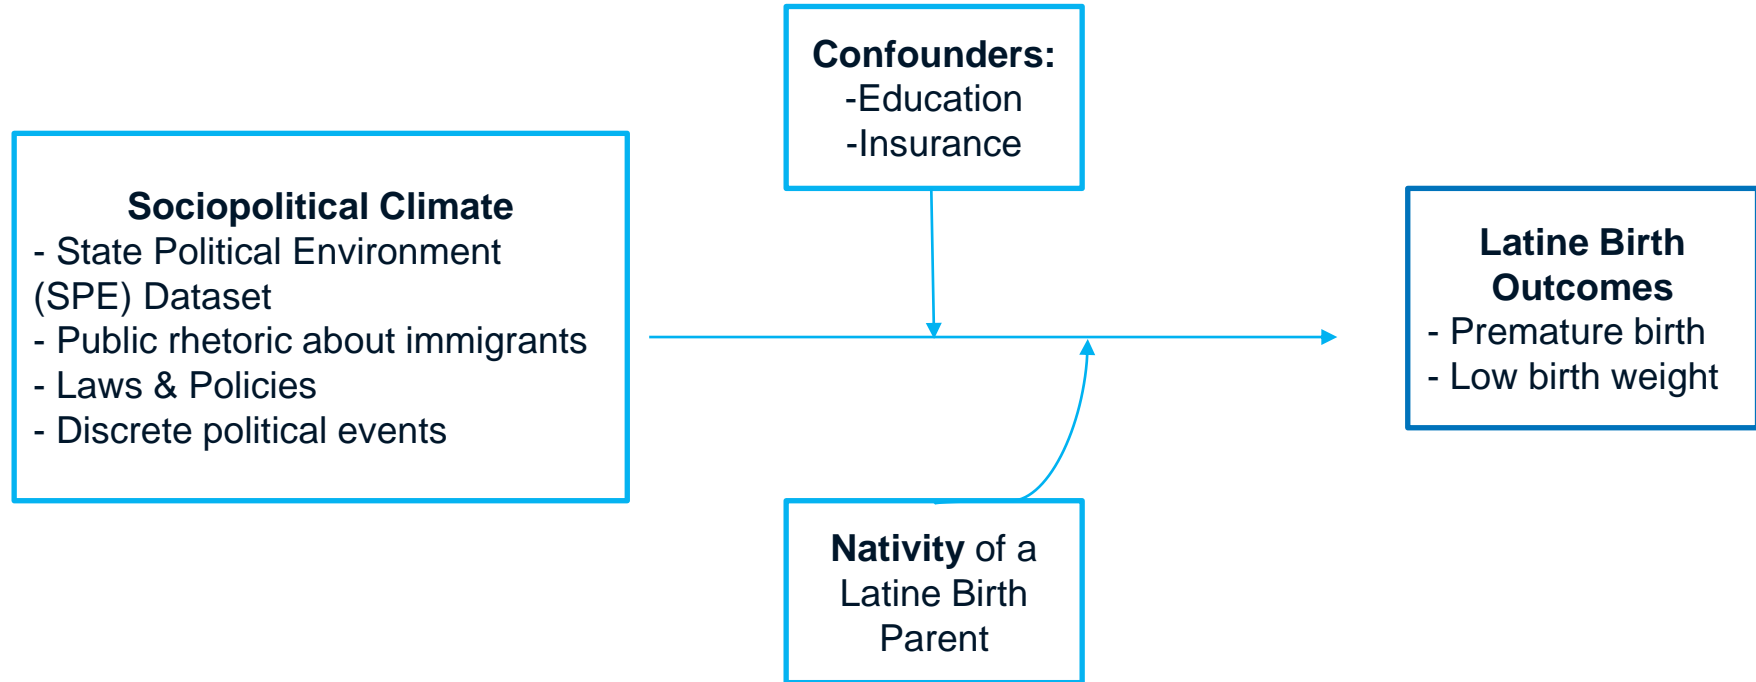 Confounders:
-Education
-Insurance
Sociopolitical Climate
- State Political Environment
(SPE) Dataset
- Public rhetoric about immigrants
- Laws & Policies
- Discrete political events
Latine Birth
Outcomes
- Premature birth
- Low birth weight
Nativity of a
Latine Birth
Parent